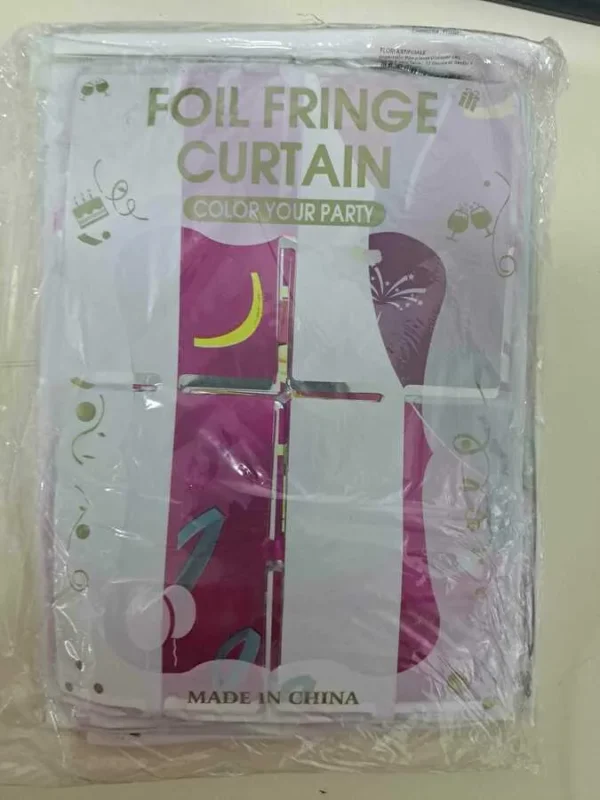 FOIL FRINGE
CURTAIN
COLOR YOUR PARTY
MADE IN CHINA